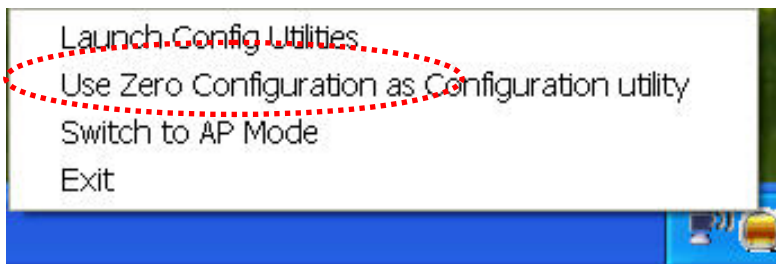 Launch Config Utilities
Use Zero Configuration as Configuration utility
Switch to AP Mode
Exit